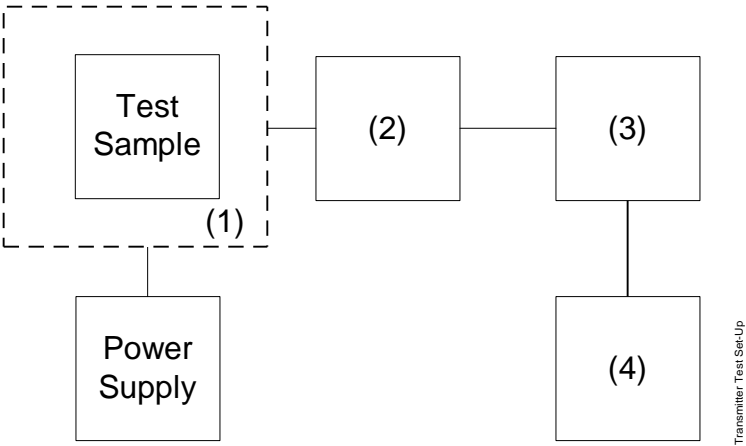 Test
Sample
(1)
(2)
(3)
Power
Supply
(4)
Transmitter Test Set-Up